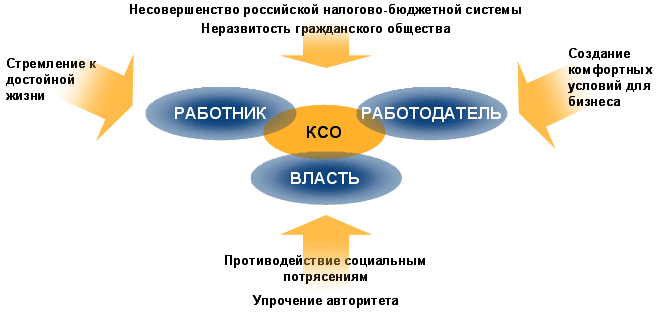 Несовершенство российской налогово-бюджетной системы
Неразвитость гражданского общества
Стремление к
достойной
жизни
Создание
комфортных
условий для
бизнеса
РАБОТНИК
РАБОТОДАТЕЛЬ
КСО
ВЛАСТЬ
Противодействие социальным
потрясениям
Упрочение авторитета